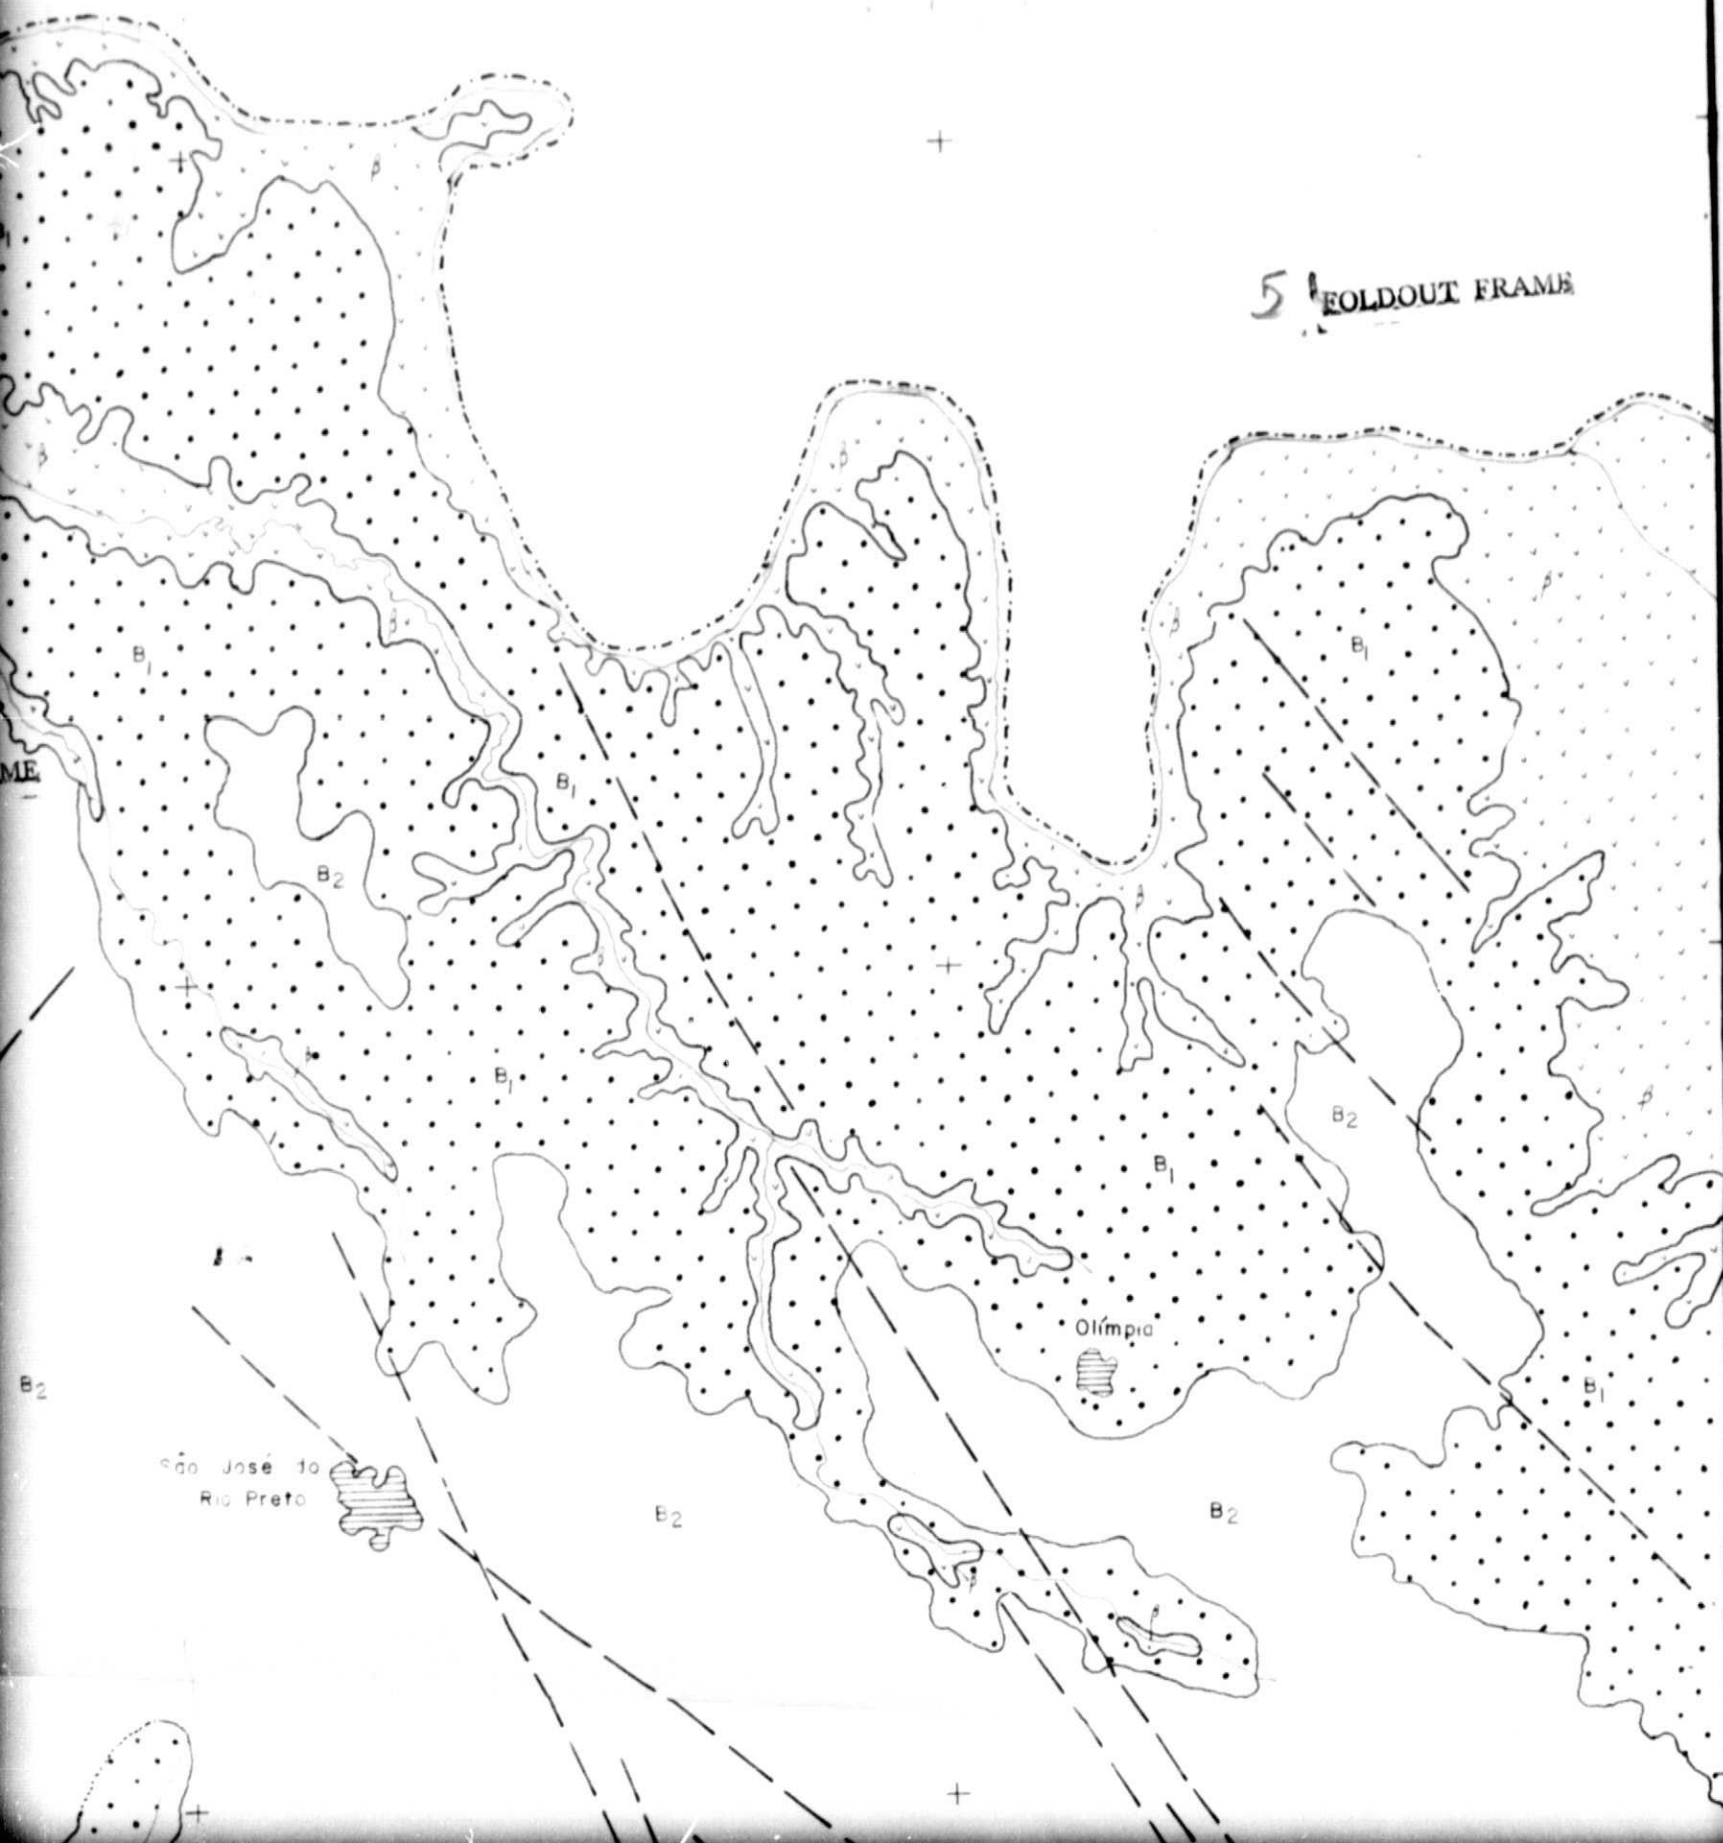 β
5 FOLDOUT FRAME
β
β
β
β
β
B1
B1
ME
B1
B2
β
β
β
B1
B2
β
B1
Olímpia
B2
B1
São José do
Rio Preto
B2
B2
β
β